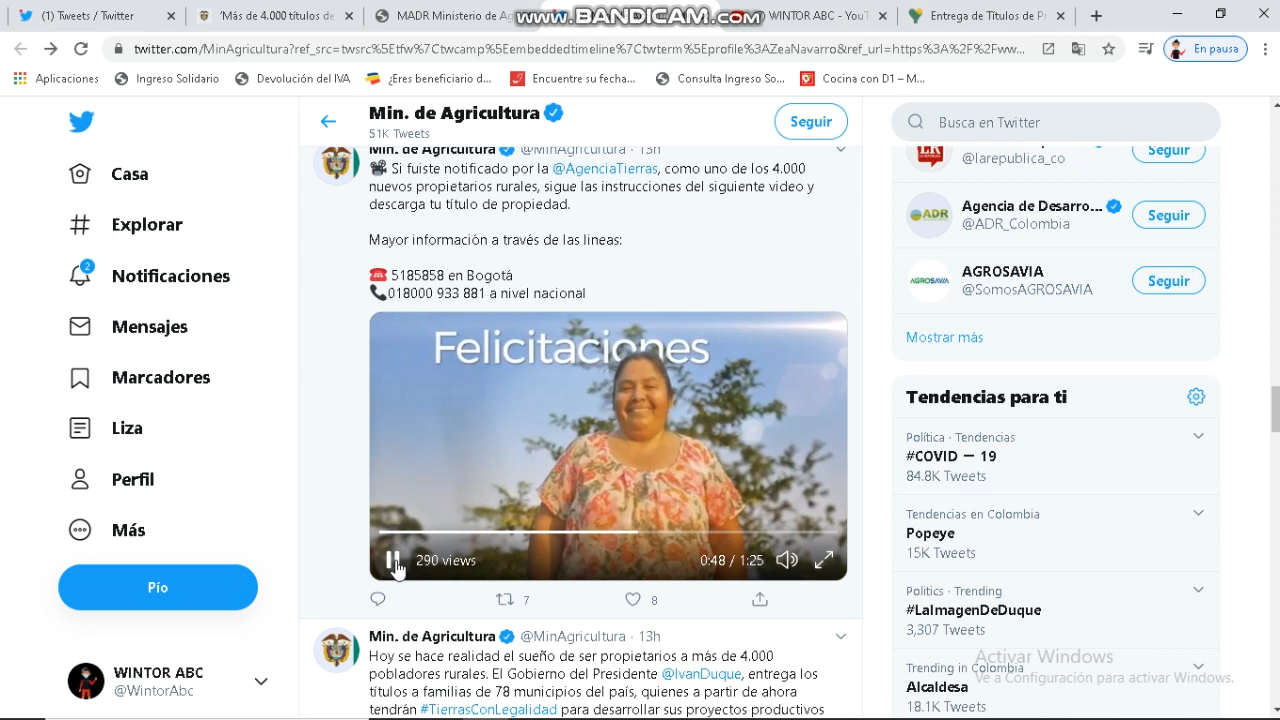 (1) Tweets / Twitter
'Más de 4.000 títulos de
MADR Ministerio de Ag
www.BANDICAM.com
WINTOR ABC - YouT
Entrega de Títulos de Pr
twitter.com/MinAgricultura?ref_src=twsrc%5Etfw%7Ctwcamp%5Eembeddedtimeline%7Ctwterm%5Eprofile%3AZeaNavarro&ref_url=https%3A%2F%2Fww...
En pausa
Aplicaciones
Ingreso Solidario
Devolución del IVA
¿Eres beneficiario d...
Encuentre su fecha...
Consulta Ingreso So...
Cocina con D1 – M...
Casa
Explorar
2
Notificaciones
Mensajes
Marcadores
Liza
Perfil
Más
Pío
WINTOR ABC
@WintorAbc
Min. de Agricultura
51K Tweets
Seguir
Min. de Agricultura @MinAgricultura · 13h
Si fuiste notificado por la @AgenciaTierras, como uno de los 4.000
nuevos propietarios rurales, sigue las instrucciones del siguiente video y
descarga tu título de propiedad.
Mayor información a través de las lineas:
5185858 en Bogotá
018000 933 881 a nivel nacional
Felicitaciones
290 views
0:48 / 1:25
7
8
Min. de Agricultura @MinAgricultura · 13h
Hoy se hace realidad el sueño de ser propietarios a más de 4.000
pobladores rurales. El Gobierno del Presidente @IvanDuque, entrega los
títulos a familias de 78 municipios del país, quienes a partir de ahora
tendrán #TierrasConLegalidad para desarrollar sus proyectos productivos
Busca en Twitter
LR
@larepublica_co
Seguir
ADR
Agencia de Desarro...
@ADR_Colombia
Seguir
AGROSAVIA
AGROSAVIA
@SomosAGROSAVIA
Seguir
Mostrar más
Tendencias para ti
Política · Tendencias
#COVID — 19
84.8K Tweets
Tendencias en Colombia
Popeye
15K Tweets
Politics · Trending
#LaImagenDeDuque
3,307 Tweets
Trending in Colombia
Alcaldesa
18.1K Tweets
Activar Windows
Ve a Configuración para activar Windows.